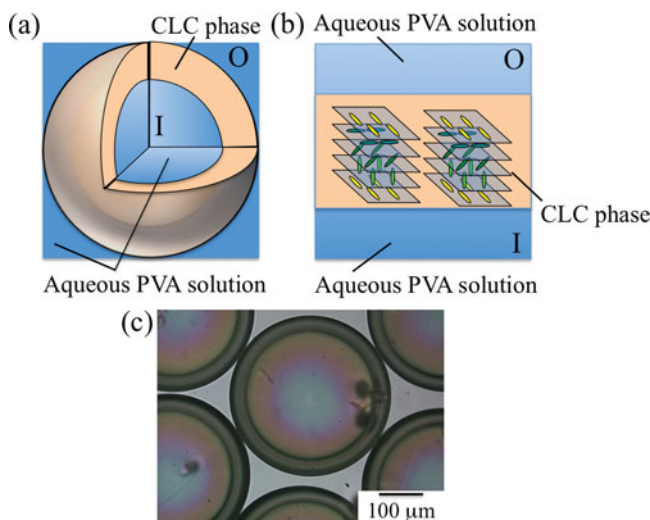 (a)
CLC phase
O
I
Aqueous PVA solution
(b)
Aqueous PVA solution
O
CLC phase
I
Aqueous PVA solution
(c)
100 μm